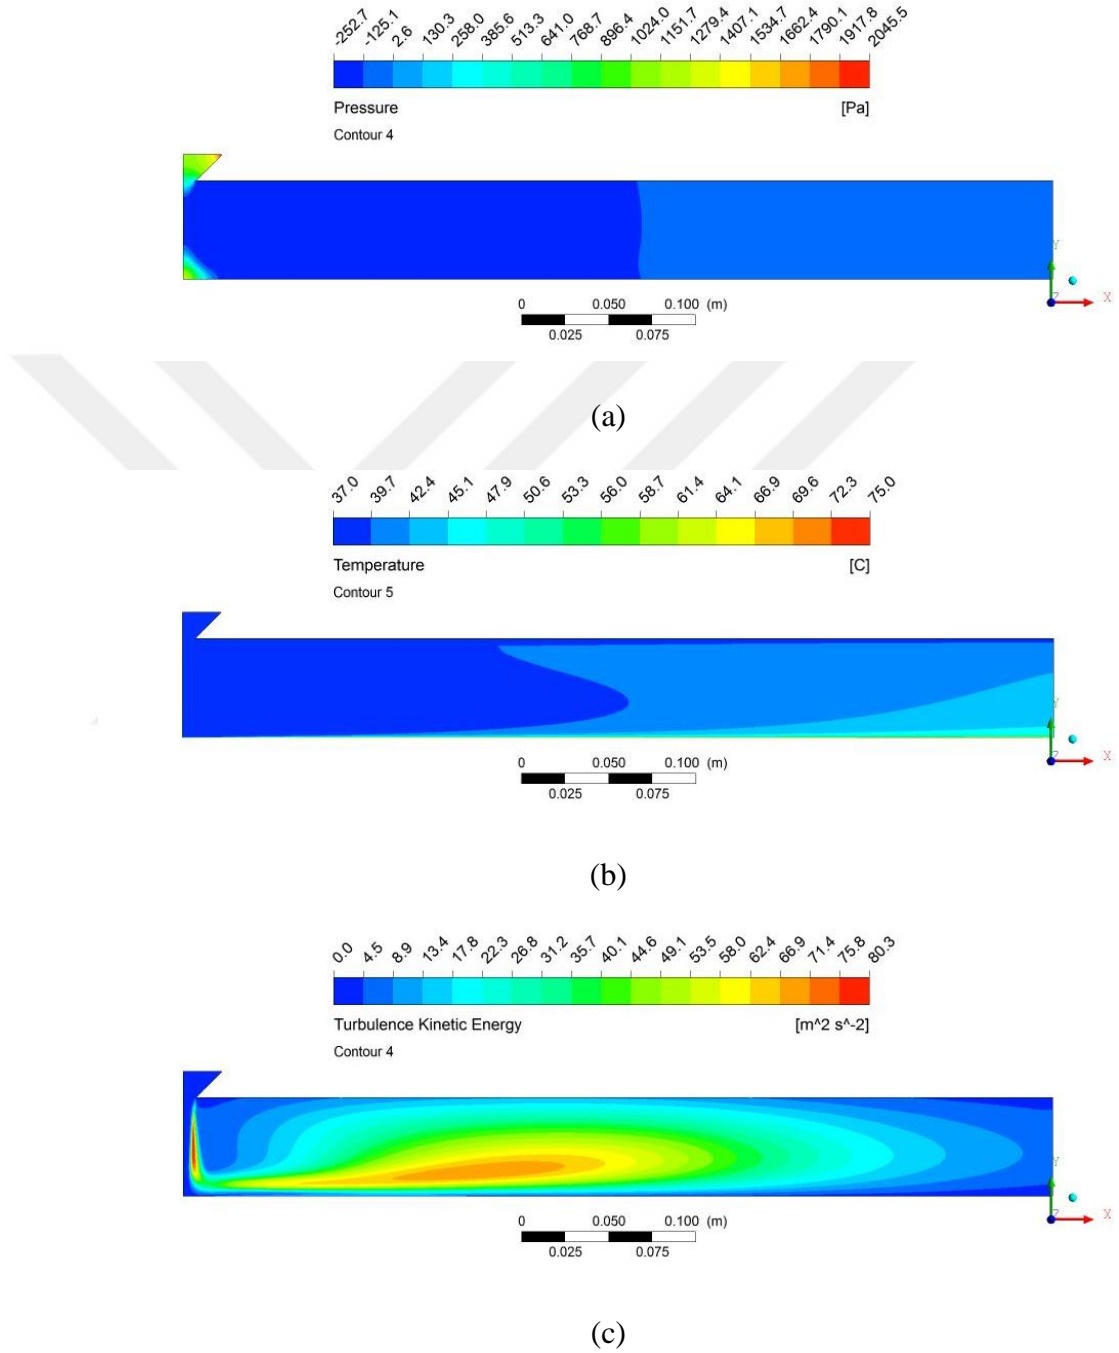 -252.7 -125.1 2.6 130.3 258.0 385.6 513.3 641.0 768.7 896.4 1024.0 1151.7 1279.4 1407.1 1534.7 1662.4 1790.1 1917.8 2045.5
Pressure [Pa]
Contour 4
Y
Z X
0 0.050 0.100 (m)
0.025 0.075
(a)
37.0 39.7 42.4 45.1 47.9 50.6 53.3 56.0 58.7 61.4 64.1 66.9 69.6 72.3 75.0
Temperature [C]
Contour 5
Y
Z X
0 0.050 0.100 (m)
0.025 0.075
(b)
0.0 4.5 8.9 13.4 17.8 22.3 26.8 31.2 35.7 40.1 44.6 49.1 53.5 58.0 62.4 66.9 71.4 75.8 80.3
Turbulence Kinetic Energy [m^2 s^-2]
Contour 4
Y
Z X
0 0.050 0.100 (m)
0.025 0.075
(c)